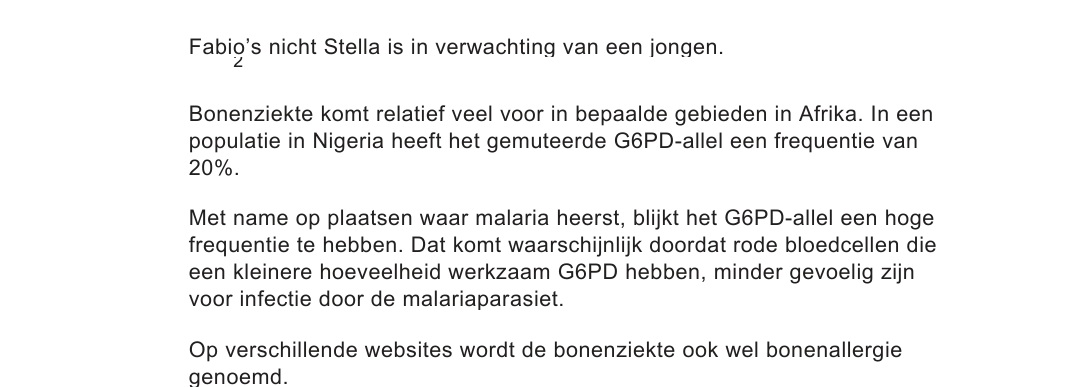 Fabio's nicht Stella is in verwachting van een jongen.
2
Bonenziekte komt relatief veel voor in bepaalde gebieden in Afrika. In een
populatie in Nigeria heeft het gemuteerde G6PD-allel een frequentie van
20%.
Met name op plaatsen waar malaria heerst, blijkt het G6PD-allel een hoge
frequentie te hebben. Dat komt waarschijnlijk doordat rode bloedcellen die
een kleinere hoeveelheid werkzaam G6PD hebben, minder gevoelig zijn
voor infectie door de malariaparasiet.
Op verschillende websites wordt de bonenziekte ook wel bonenallergie
genoemd.